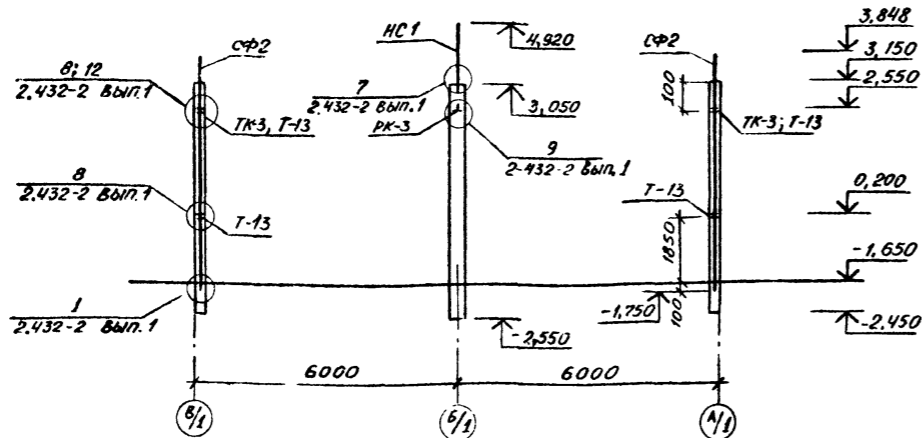 СФ2
8; 12
2.432-2 Вып.1
ТК-3, Т-13
8
2.432-2 Вып.1
Т-13
1
2.432-2 Вып.1
НС1
4,920
7
2.432-2 Вып.1
3,050
РК-3
9
2-432-2 Вып.1
-2,550
СФ2
100
ТК-3; Т-13
Т-13
1850
-1,750
100
3,848
3,150
2,550
0,200
-1,650
-2,450
6000
6000
В/1
Б/1
А/1